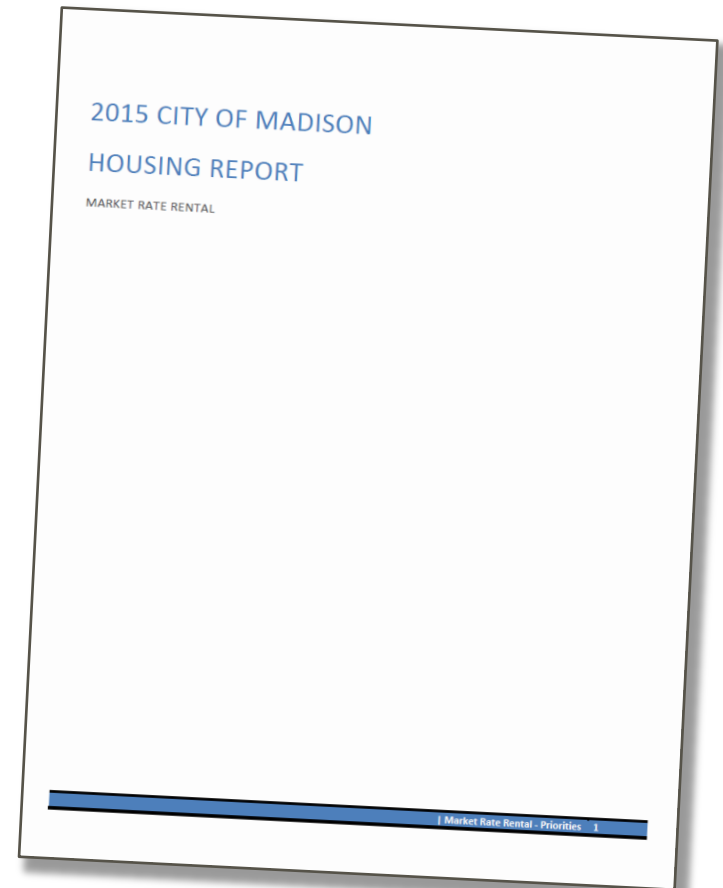 2015 CITY OF MADISON
HOUSING REPORT
MARKET RATE RENTAL
| Market Rate Rental - Priorities 1